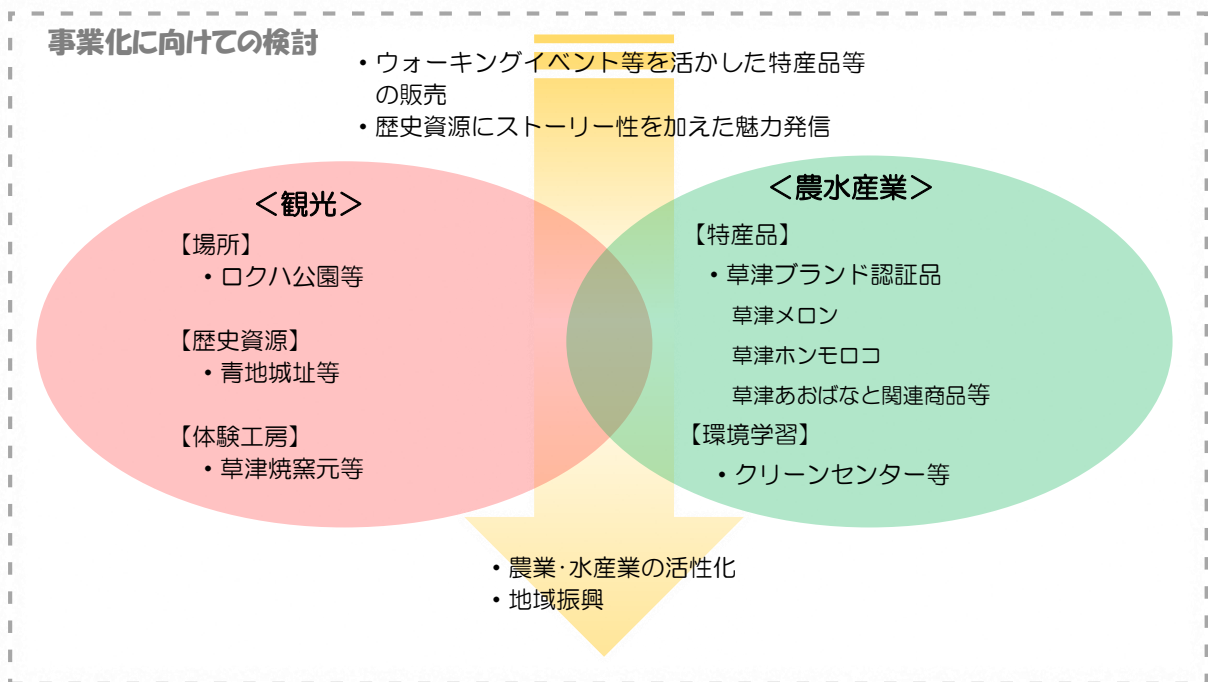 事業化に向けての検討
・ウォーキングイベント等を活かした特産品等
の販売
・歴史資源にストーリー性を加えた魅力発信
＜観光＞
【場所】
・ロクハ公園等
【歴史資源】
・青地城址等
【体験工房】
・草津焼窯元等
＜農水産業＞
【特産品】
・草津ブランド認証品
草津メロン
草津ホンモロコ
草津あおばなと関連商品等
【環境学習】
・クリーンセンター等
・農業･水産業の活性化
・地域振興